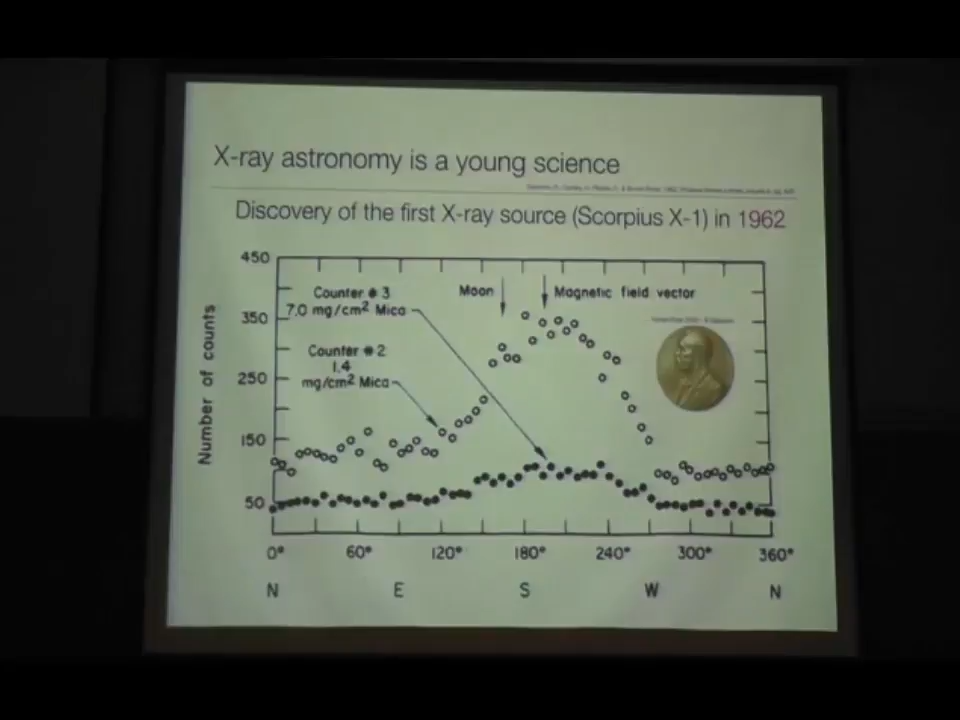 X-ray astronomy is a young science
Discovery of the first X-ray source (Scorpius X-1) in 1962
450
350
250
150
50
Number of counts
Counter #3
7.0 mg/cm² Mica
Counter #2
1.4
mg/cm² Mica
Moon
Magnetic field vector
0° 60° 120° 180° 240° 300° 360°
N E S W N